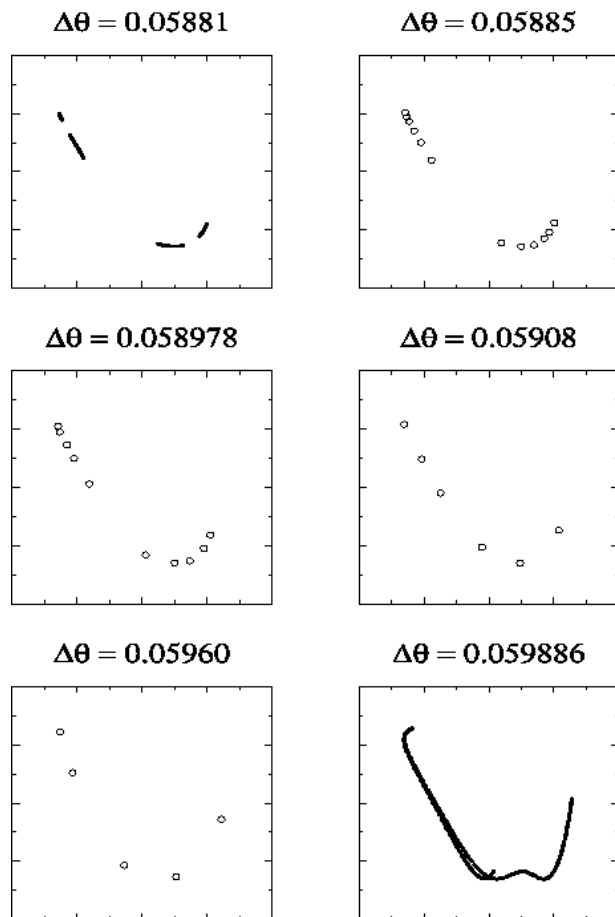 Δθ = 0.05881
Δθ = 0.05885
Δθ = 0.058978
Δθ = 0.05908
Δθ = 0.05960
Δθ = 0.059886